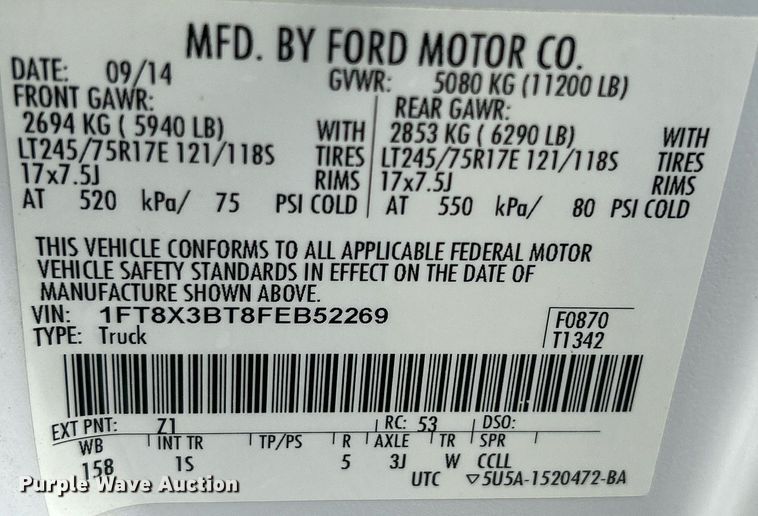 MFD. BY FORD MOTOR CO.
DATE: 09/14 GVWR: 5080 KG (11200 LB)
FRONT GAWR: REAR GAWR:
2694 KG ( 5940 LB) WITH 2853 KG ( 6290 LB) WITH
LT245/75R17E 121/118S TIRES LT245/75R17E 121/118S TIRES
17x7.5J RIMS 17x7.5J RIMS
AT 520 kPa/ 75 PSI COLD AT 550 kPa/ 80 PSI COLD
THIS VEHICLE CONFORMS TO ALL APPLICABLE FEDERAL MOTOR
VEHICLE SAFETY STANDARDS IN EFFECT ON THE DATE OF
MANUFACTURE SHOWN ABOVE.
VIN: 1FT8X3BT8FEB52269 F0870
TYPE: Truck T1342
EXT PNT: Z1 RC: 53 DSO:
WB INT TR TP/PS R AXLE TR SPR
158 1S 5 3J W CCLL
UTC ▽5U5A-1520472-BA
Purple Wave Auction